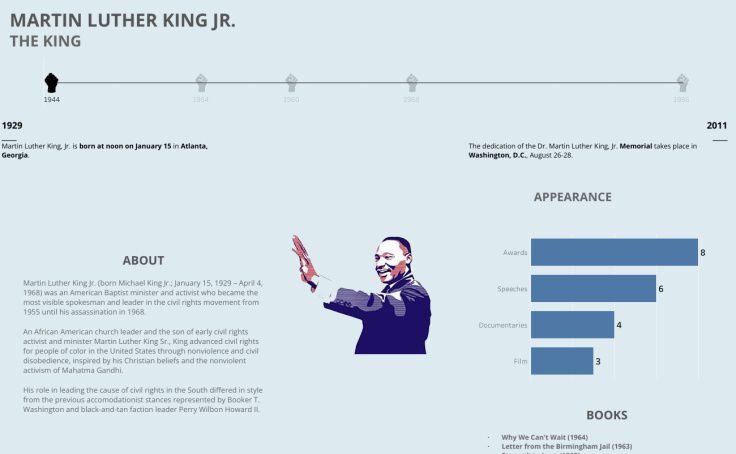 MARTIN LUTHER KING JR.
THE KING
1944
1954
1960
1968
1986
1929
2011
Martin Luther King, Jr. is born at noon on January 15 in Atlanta,
Georgia.
The dedication of the Dr. Martin Luther King, Jr. Memorial takes place in
Washington, D.C., August 26-28.
ABOUT
Martin Luther King Jr. (born Michael King Jr.; January 15, 1929 – April 4,
1968) was an American Baptist minister and activist who became the
most visible spokesman and leader in the civil rights movement from
1955 until his assassination in 1968.
An African American church leader and the son of early civil rights
activist and minister Martin Luther King Sr., King advanced civil rights
for people of color in the United States through nonviolence and civil
disobedience, inspired by his Christian beliefs and the nonviolent
activism of Mahatma Gandhi.
His role in leading the cause of civil rights in the South differed in style
from the previous accomodationist stances represented by Booker T.
Washington and black-and-tan faction leader Perry Wilbon Howard II.
APPEARANCE
Awards 8
Speeches 6
Documentaries 4
Film 3
BOOKS
· Why We Can't Wait (1964)
· Letter from the Birmingham Jail (1963)